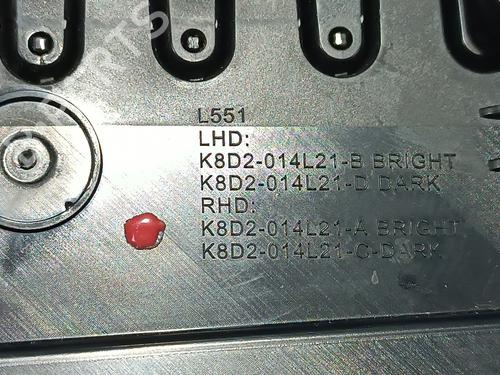 L551
LHD:
K8D2-014L21-B BRIGHT
K8D2-014L21-D DARK
RHD:
K8D2-014L21-A BRIGHT
K8D2-014L21-C-DARK